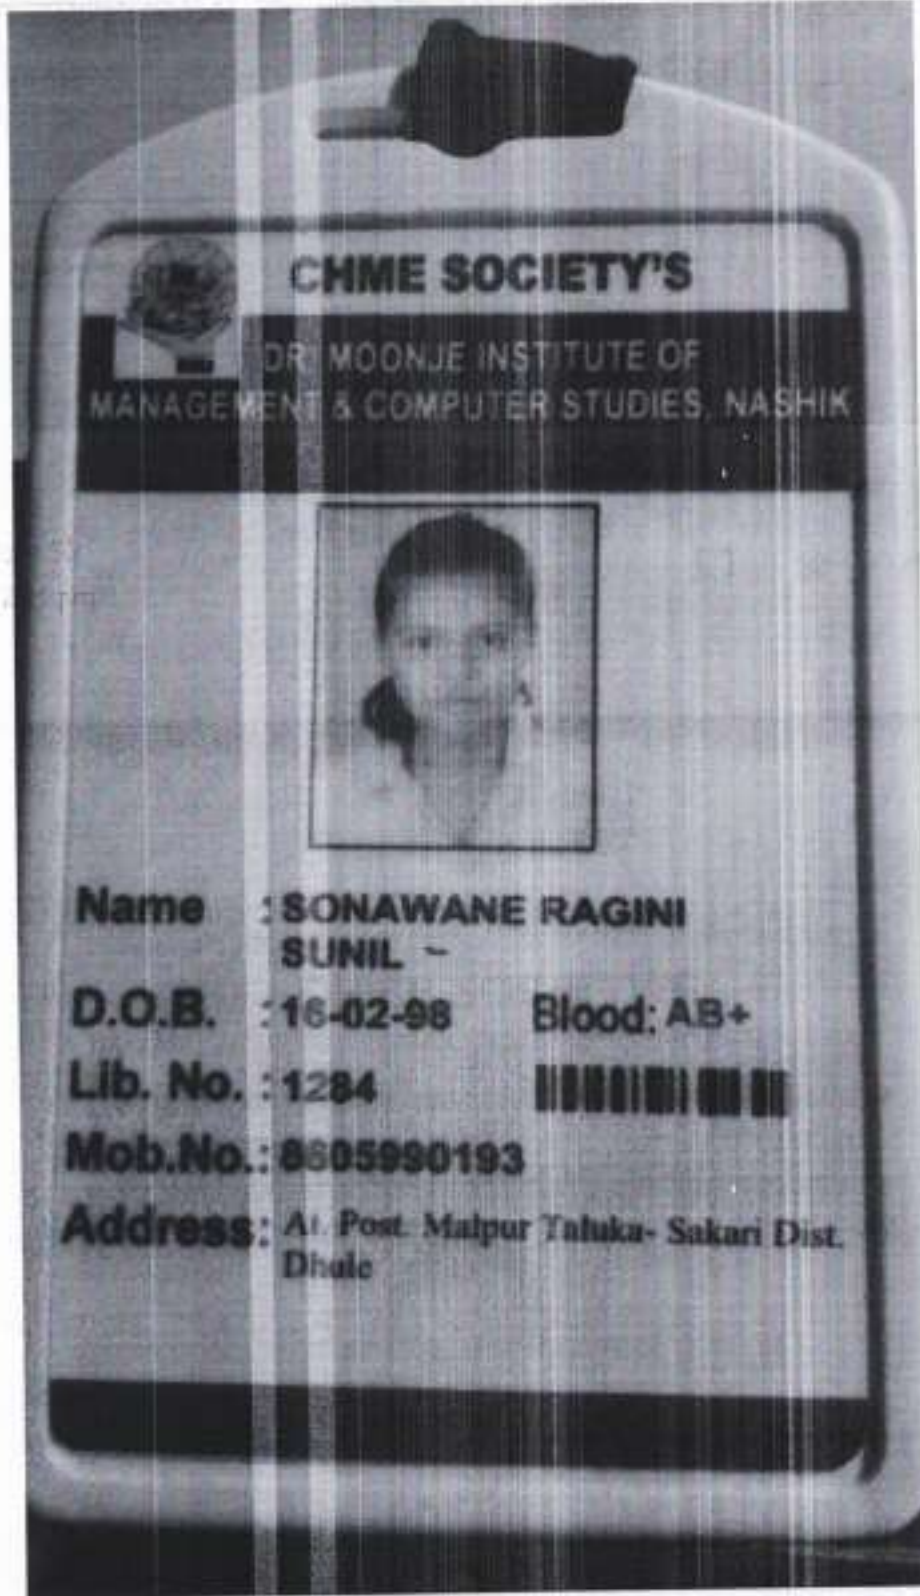 CHME SOCIETY'S
DR. MOONJE INSTITUTE OF
MANAGEMENT & COMPUTER STUDIES, NASHIK
Name : SONAWANE RAGINI
SUNIL
D.O.B. : 16-02-98 Blood: AB+
Lib. No. : 1284
Mob.No.: 8605990193
Address: At. Post. Malpur Taluka- Sakari Dist.
Dhule